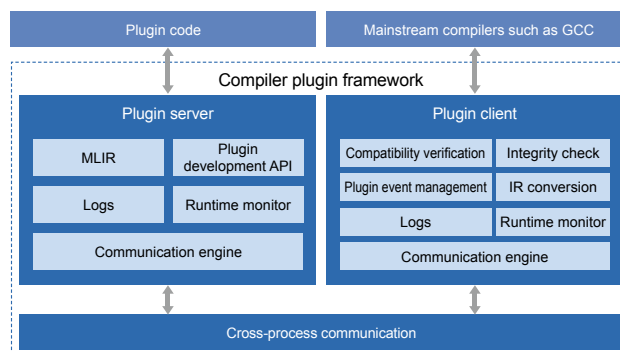 Plugin code
Mainstream compilers such as GCC
Compiler plugin framework
Plugin server
MLIR
Plugin
development API
Logs
Runtime monitor
Communication engine
Plugin client
Compatibility verification
Integrity check
Plugin event management
IR conversion
Logs
Runtime monitor
Communication engine
Cross-process communication